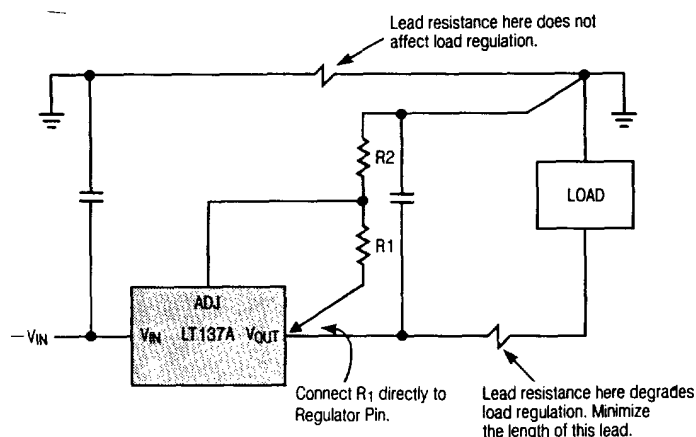 Lead resistance here does not
affect load regulation.
R2
LOAD
R1
ADJ
−VIN
VIN LT137A VOUT
Connect R1 directly to
Regulator Pin.
Lead resistance here degrades
load regulation. Minimize
the length of this lead.